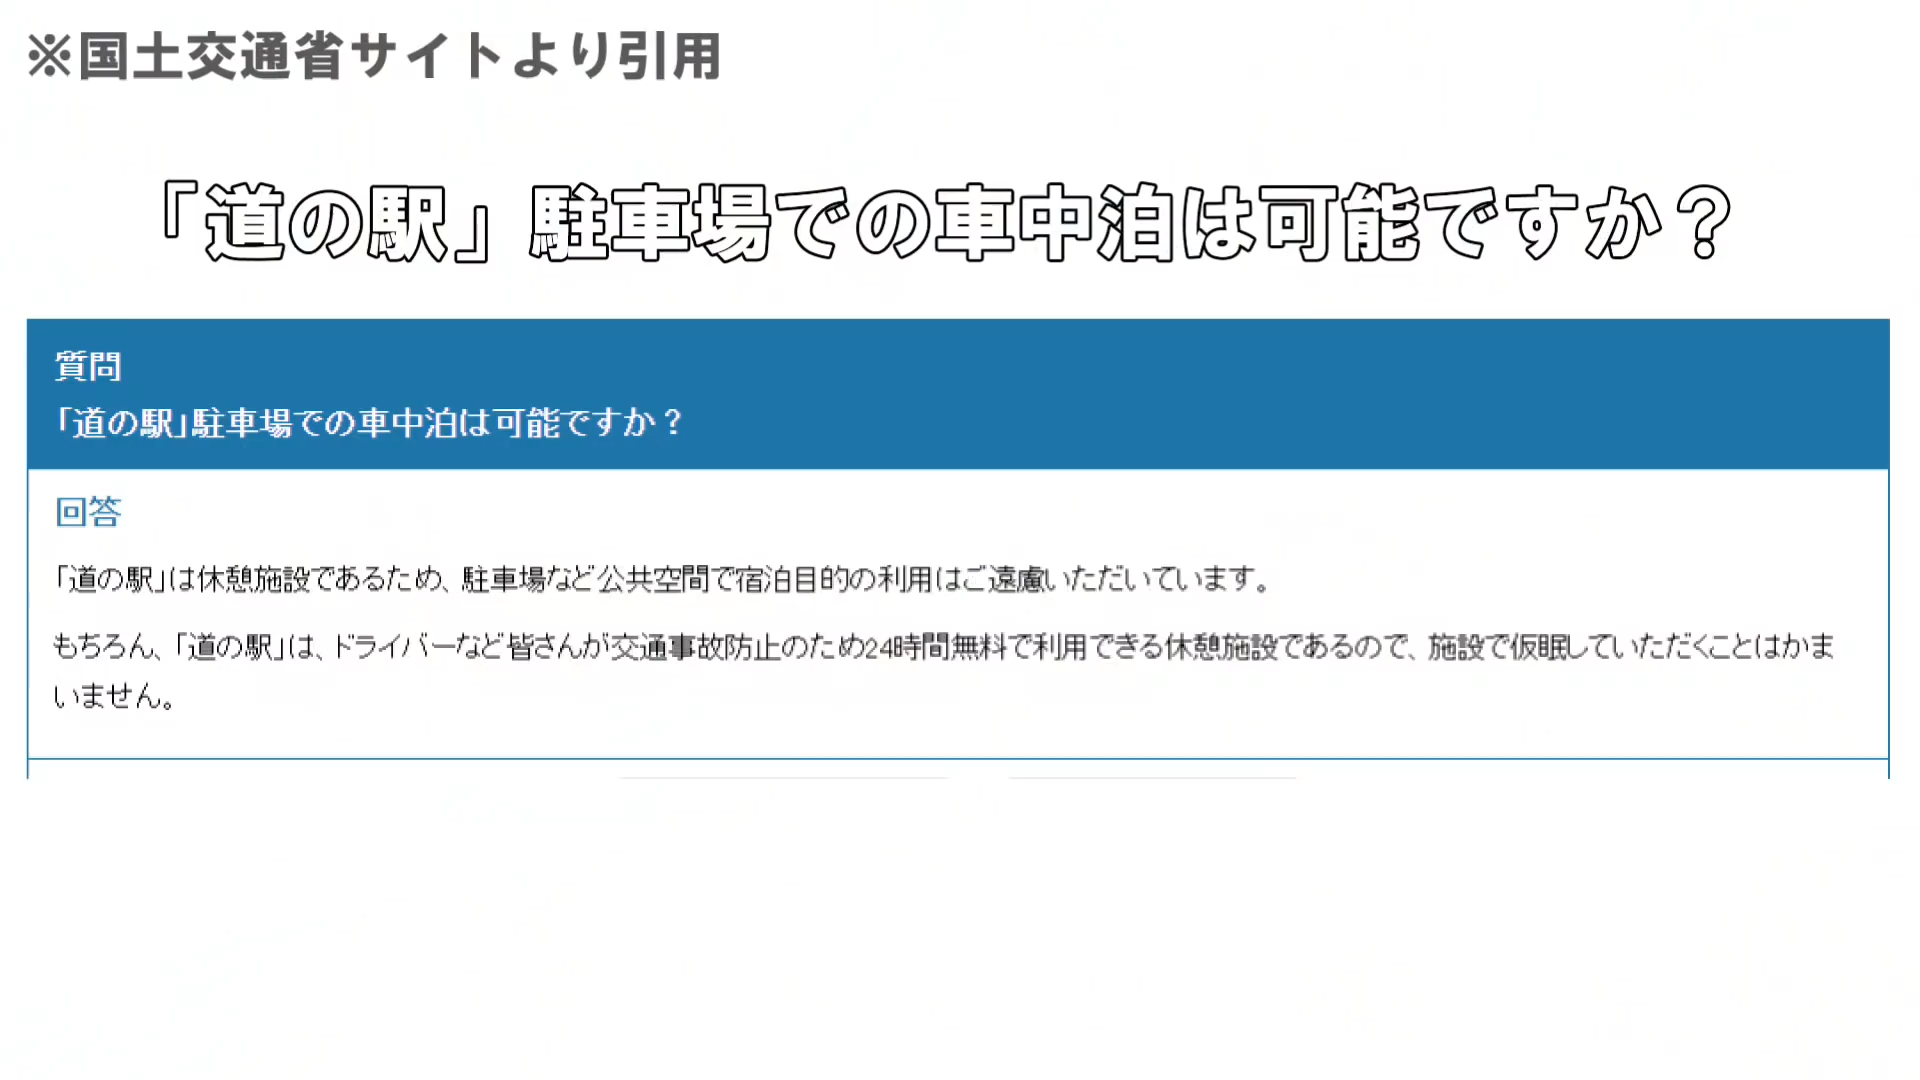 ※国土交通省サイトより引用
「道の駅」駐車場での車中泊は可能ですか？
質問
「道の駅」駐車場での車中泊は可能ですか？
回答
「道の駅」は休憩施設であるため、駐車場など公共空間で宿泊目的の利用はご遠慮いただいています。
もちろん、「道の駅」は、ドライバーなど皆さんが交通事故防止のため24時間無料で利用できる休憩施設であるので、施設で仮眠していただくことはかま
いません。